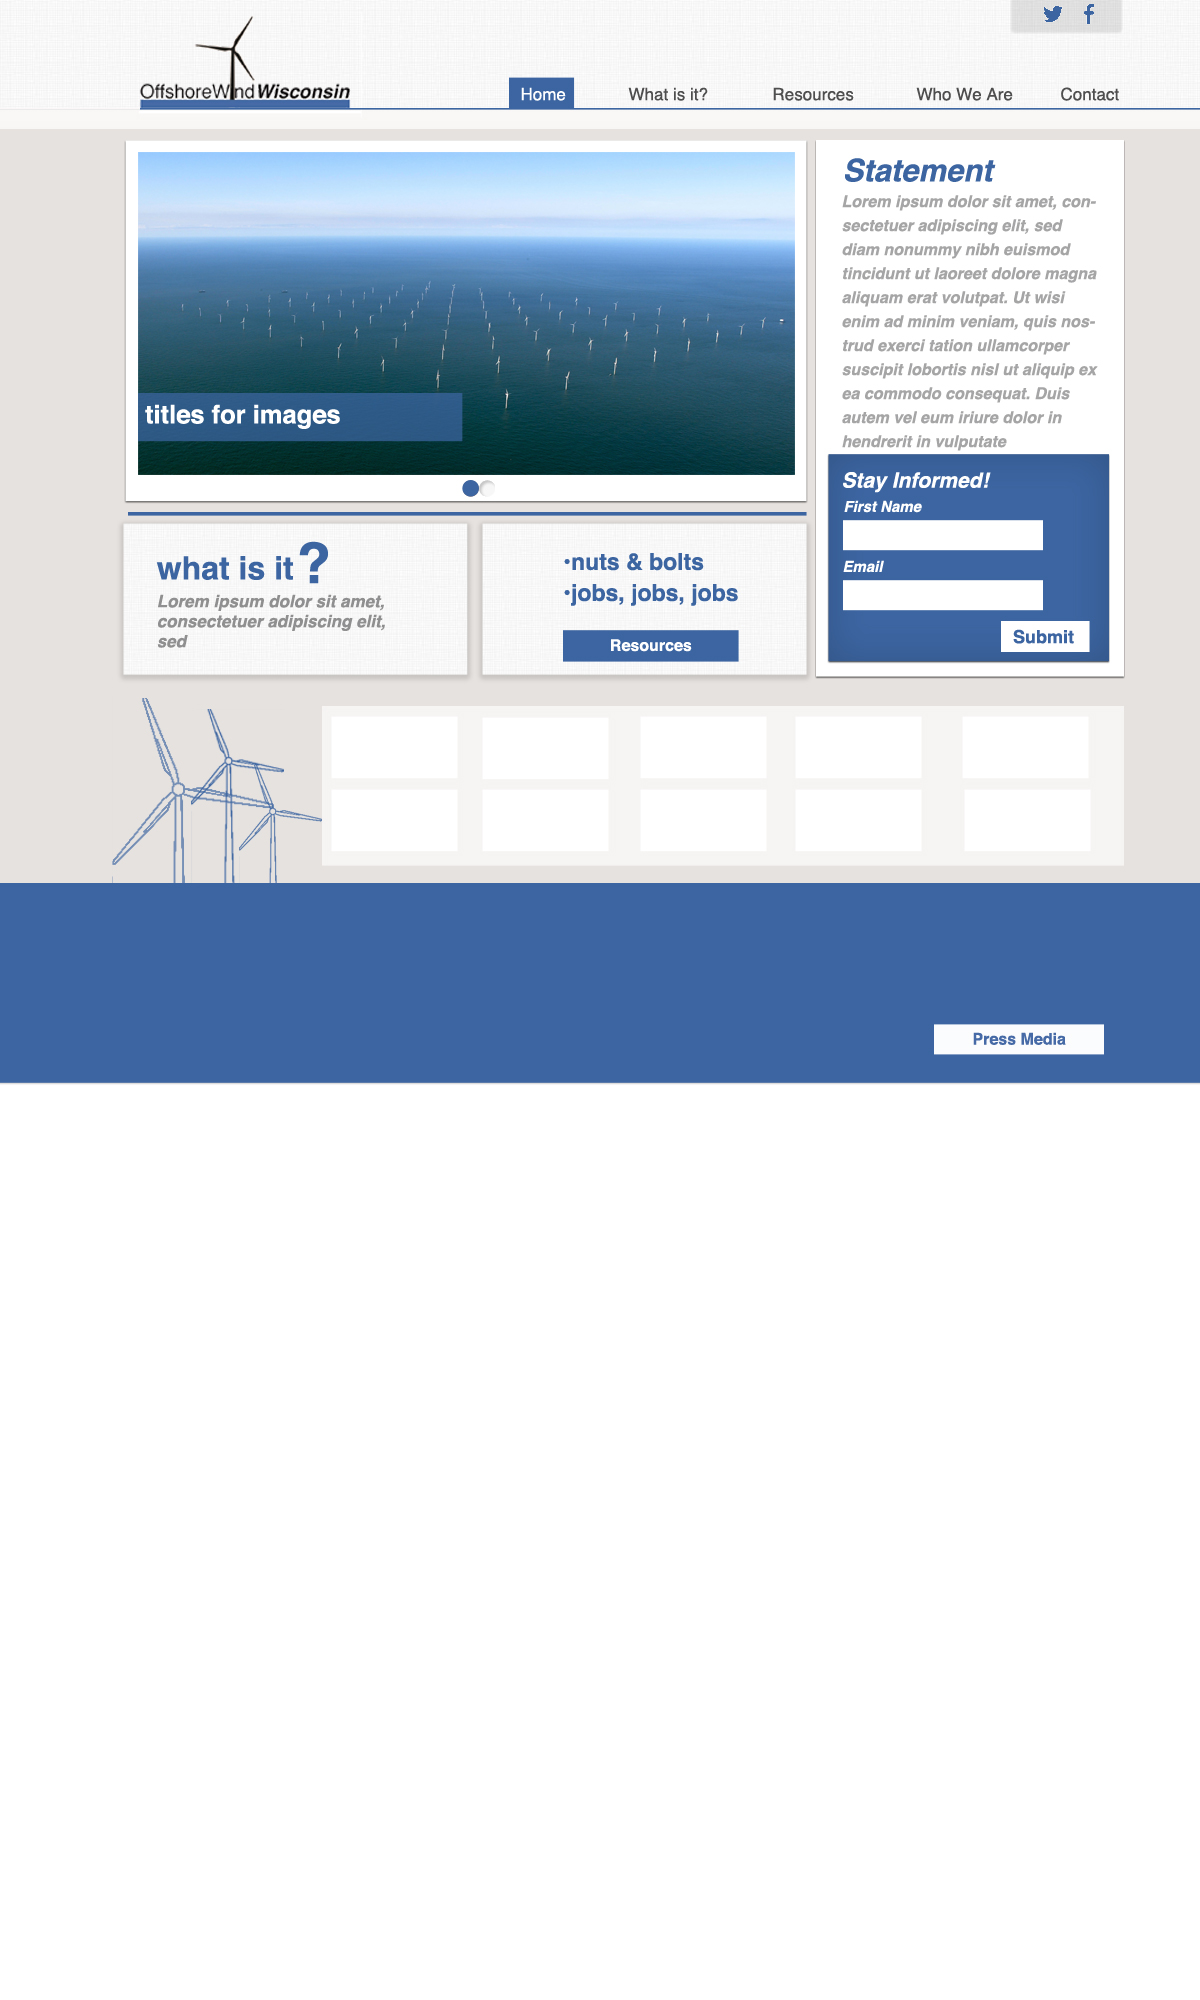 OffshoreWindWisconsin
Home
What is it?
Resources
Who We Are
Contact
titles for images
Statement
Lorem ipsum dolor sit amet, con-
sectetuer adipiscing elit, sed
diam nonummy nibh euismod
tincidunt ut laoreet dolore magna
aliquam erat volutpat. Ut wisi
enim ad minim veniam, quis nos-
trud exerci tation ullamcorper
suscipit lobortis nisl ut aliquip ex
ea commodo consequat. Duis
autem vel eum iriure dolor in
hendrerit in vulputate
Stay Informed!
First Name
Email
Submit
what is it?
Lorem ipsum dolor sit amet,
consectetuer adipiscing elit,
sed
•nuts & bolts
•jobs, jobs, jobs
Resources
Press Media